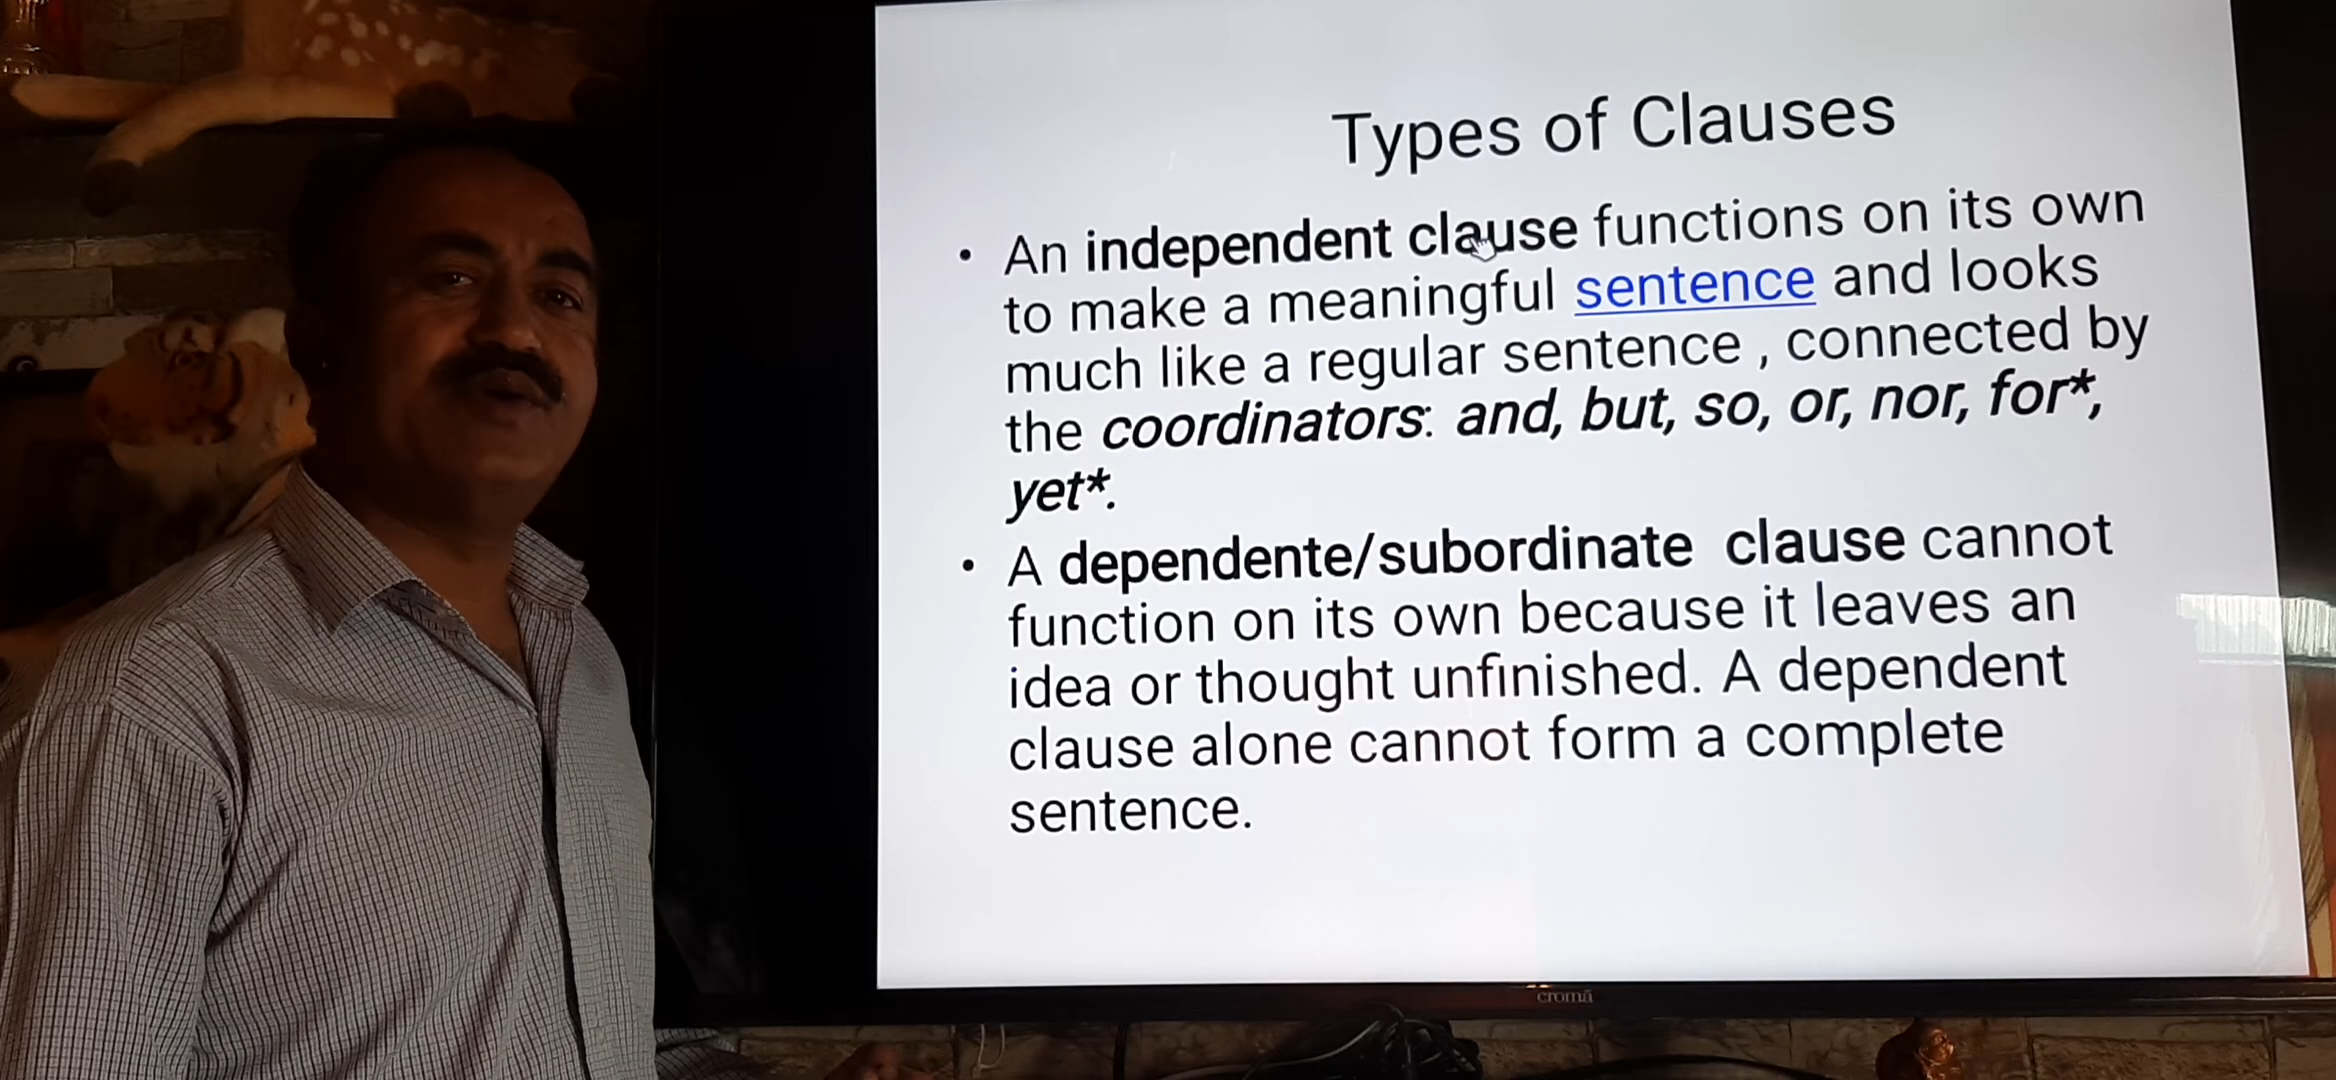 Types of Clauses
• An independent clause functions on its own
to make a meaningful sentence and looks
much like a regular sentence , connected by
the coordinators: and, but, so, or, nor, for*,
yet*.
• A dependente/subordinate clause cannot
function on its own because it leaves an
idea or thought unfinished. A dependent
clause alone cannot form a complete
sentence.
cromā